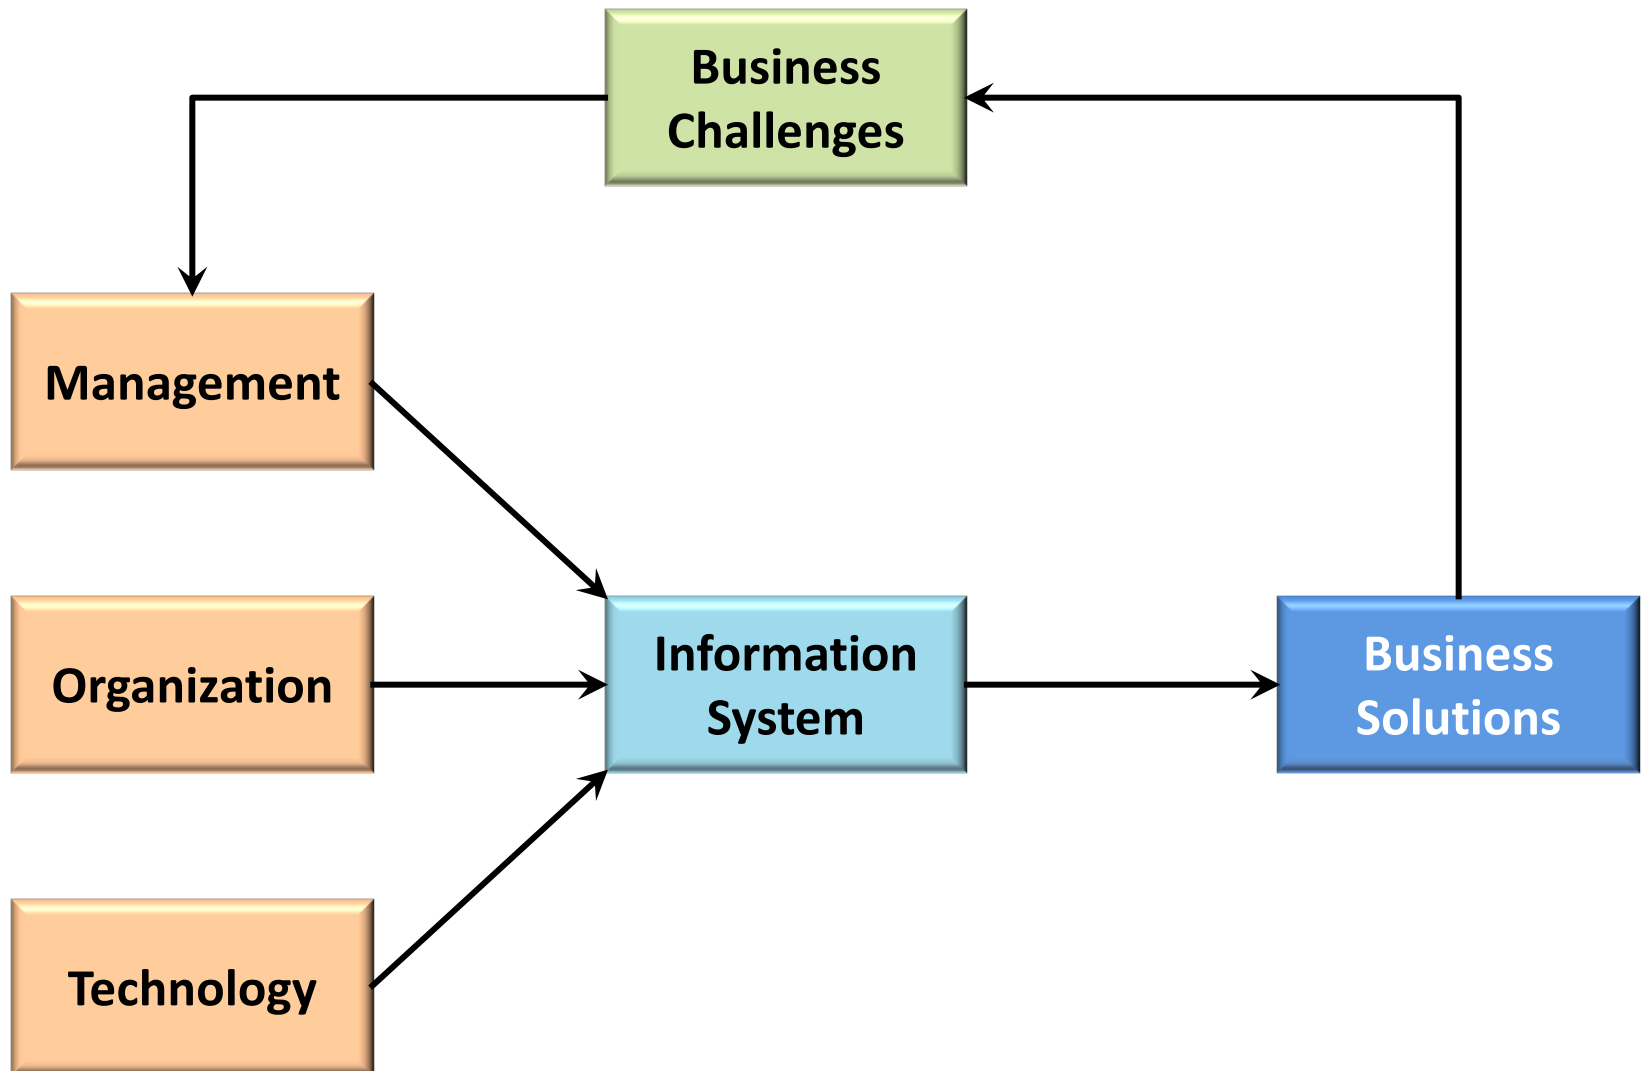 Business
Challenges
Management
Organization
Information
System
Business
Solutions
Technology